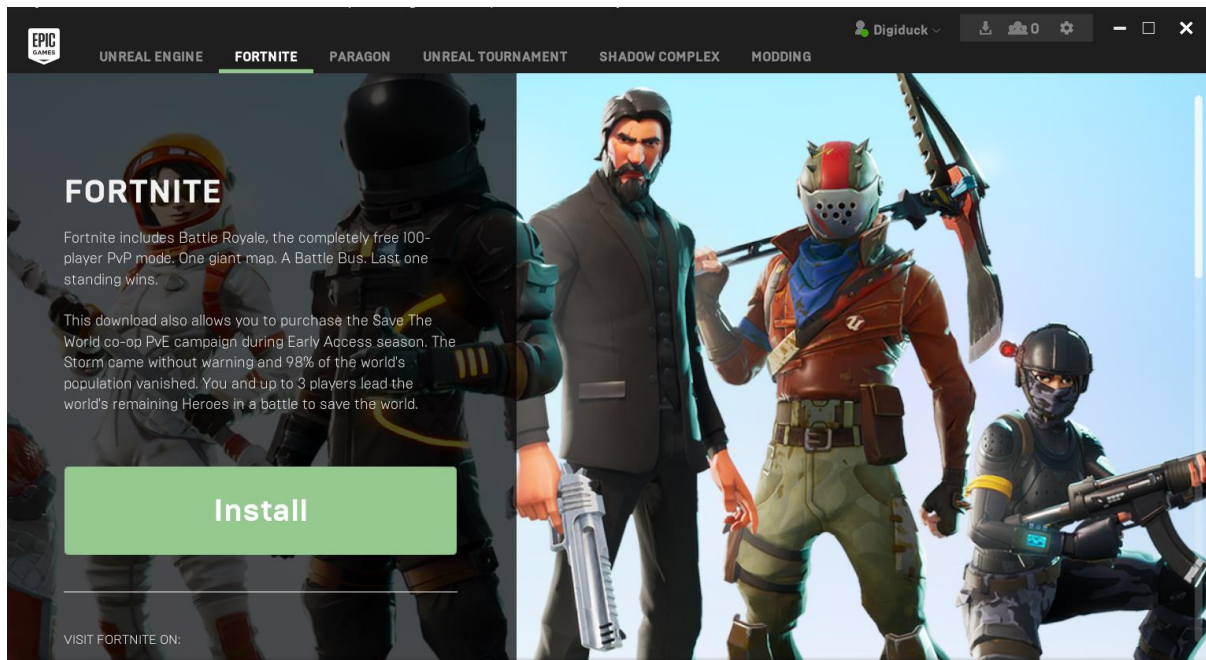 EPIC
GAMES
Digiduck
0
UNREAL ENGINE
FORTNITE
PARAGON
UNREAL TOURNAMENT
SHADOW COMPLEX
MODDING
FORTNITE
Fortnite includes Battle Royale, the completely free 100-
player PvP mode. One giant map. A Battle Bus. Last one
standing wins.
This download also allows you to purchase the Save The
World co-op PvE campaign during Early Access season. The
Storm came without warning and 98% of the world's
population vanished. You and up to 3 players lead the
world's remaining Heroes in a battle to save the world.
Install
VISIT FORTNITE ON: